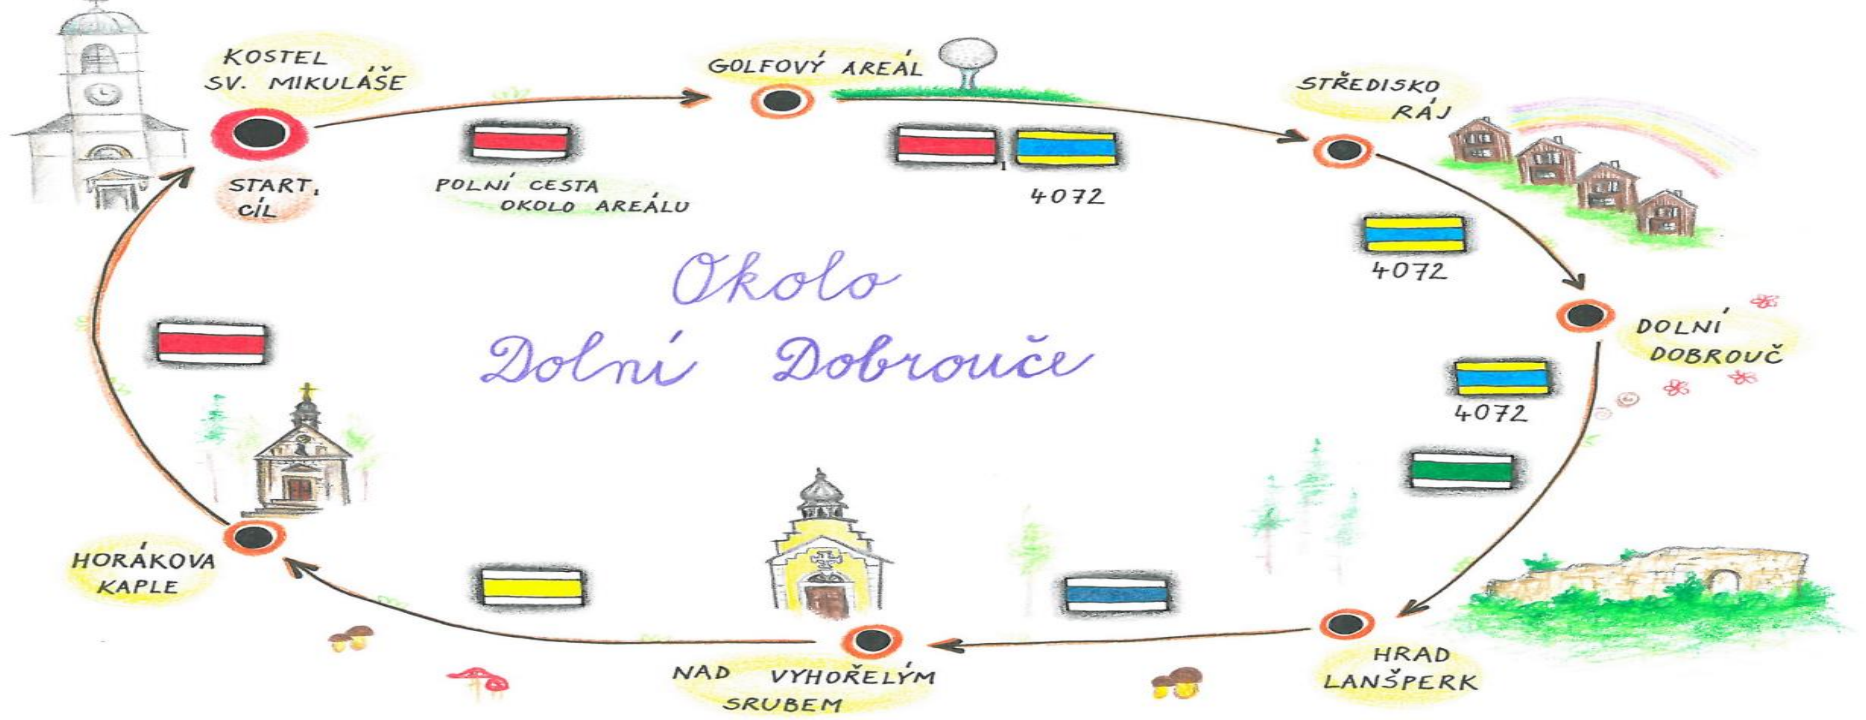 KOSTEL
SV. MIKULÁŠE
START,
CÍL
POLNÍ CESTA
OKOLO AREÁLU
GOLFOVÝ AREÁL
,
4072
STŘEDISKO
RÁJ
4072
DOLNÍ
DOBROUČ
4072
Okolo
Dolní Dobrouče
HRAD
LANŠPERK
NAD VYHOŘELÝM
SRUBEM
HORÁKOVA
KAPLE